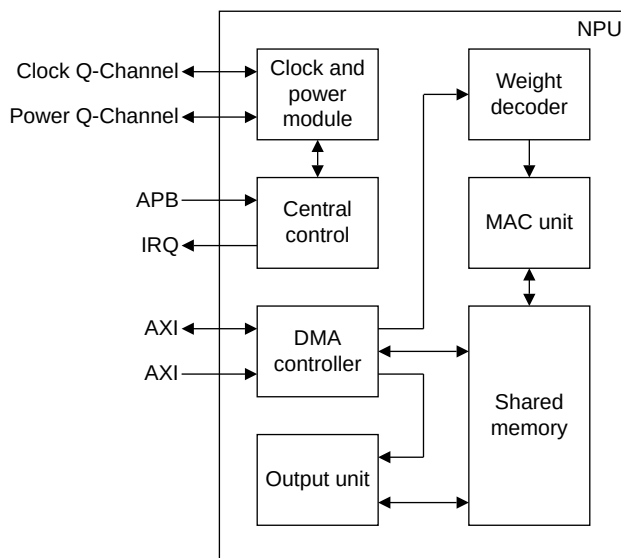 NPU
Clock Q-Channel
Power Q-Channel
Clock and
power
module
Weight
decoder
APB
IRQ
Central
control
MAC unit
AXI
AXI
DMA
controller
Shared
memory
Output unit